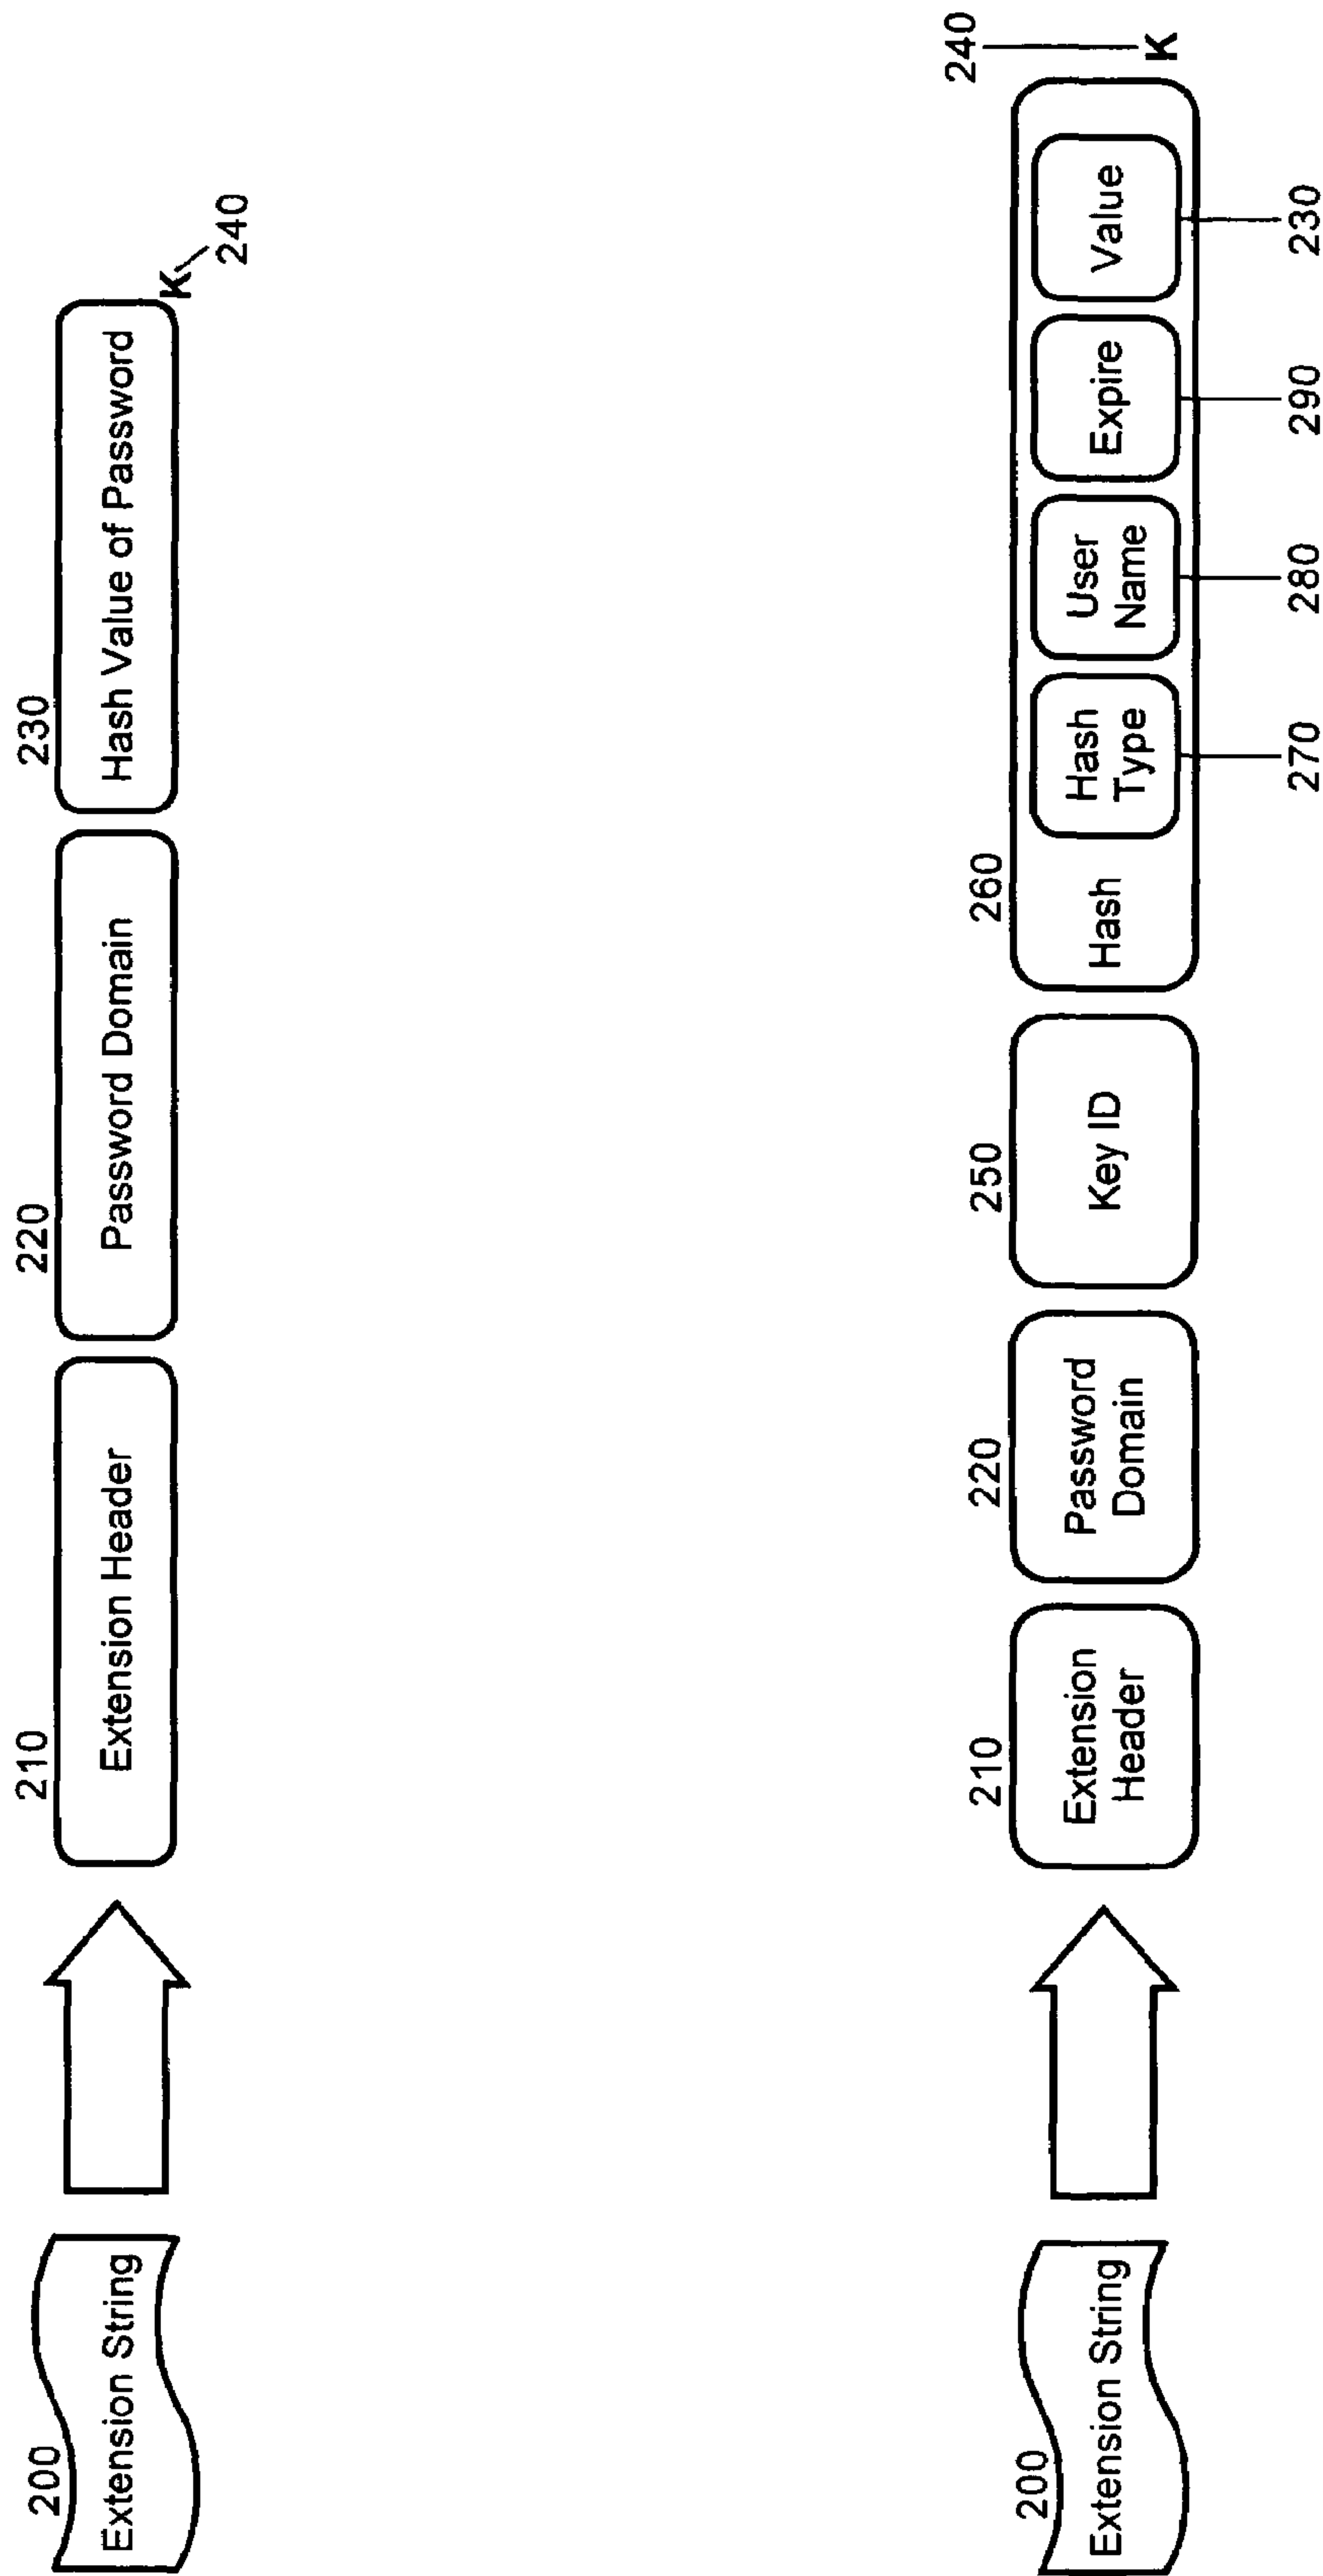 200
Extension String
210
Extension Header
220
Password Domain
230
Hash Value of Password
K
240
200
Extension String
210
Extension
Header
220
Password
Domain
250
Key ID
260
Hash
Hash
Type
User
Name
Expire
Value
240
K
270
280
290
230